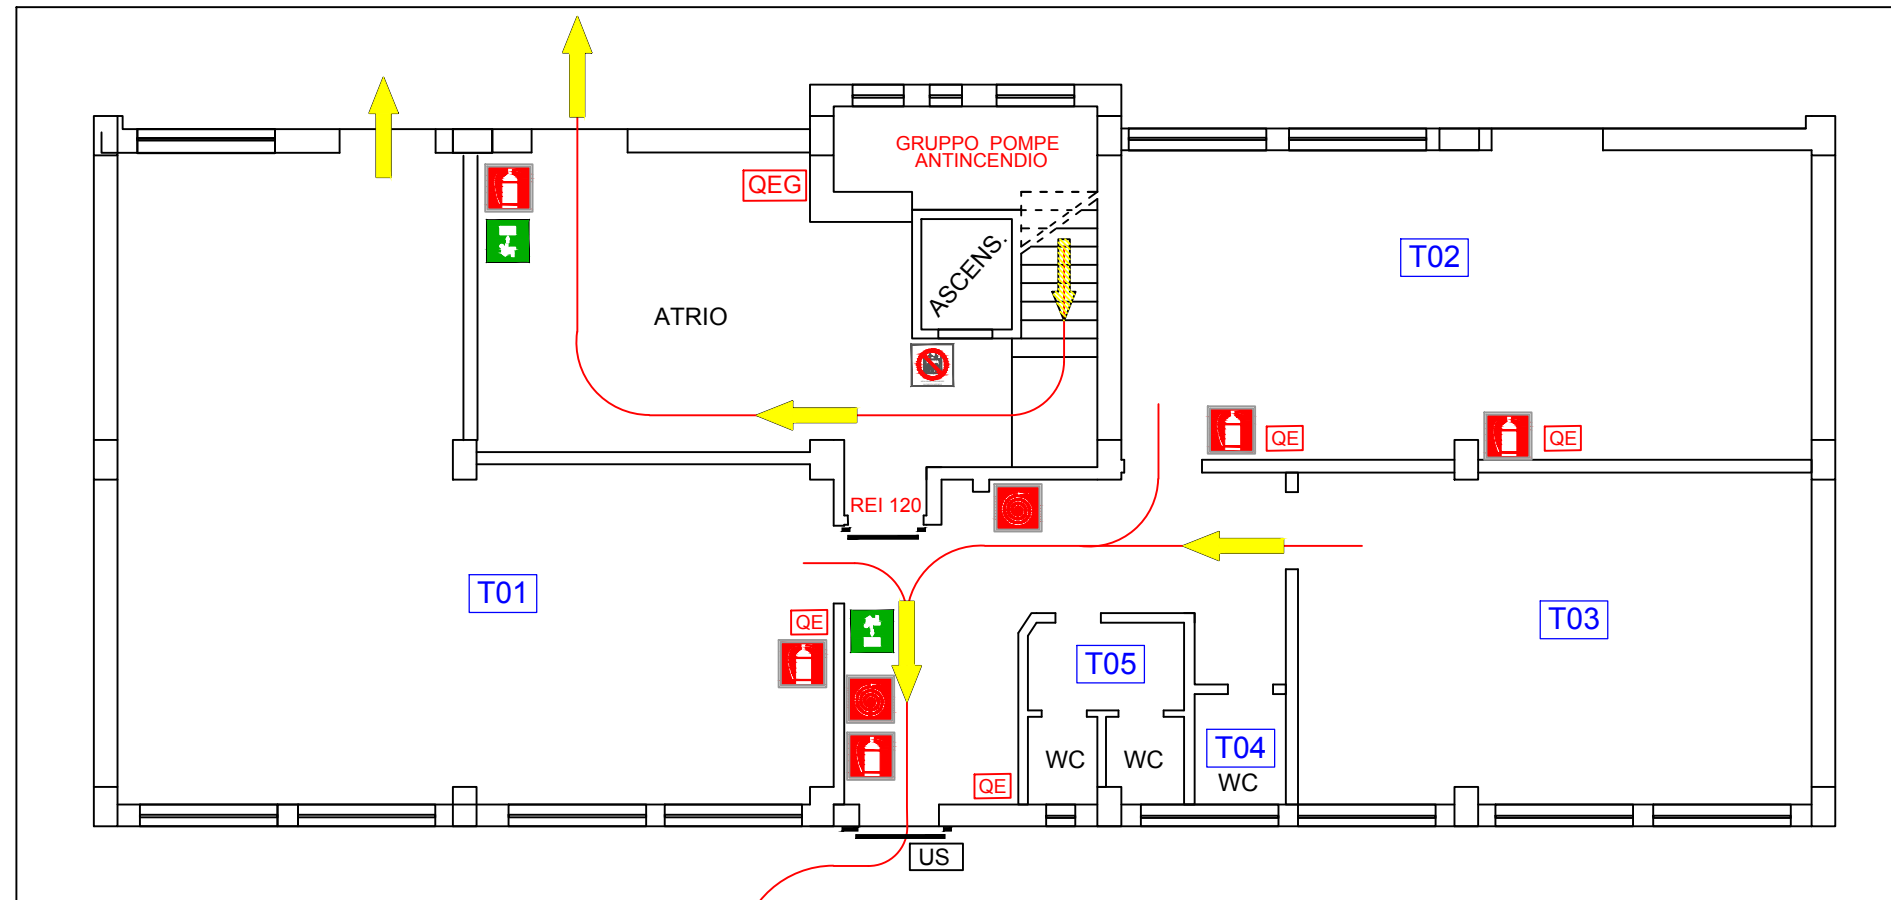 GRUPPO POMPE
ANTINCENDIO
QEG
T02
ASCENS.
ATRIO
QE
QE
REI 120
T01
QE
T03
T05
T04
WC
WC
WC
QE
US